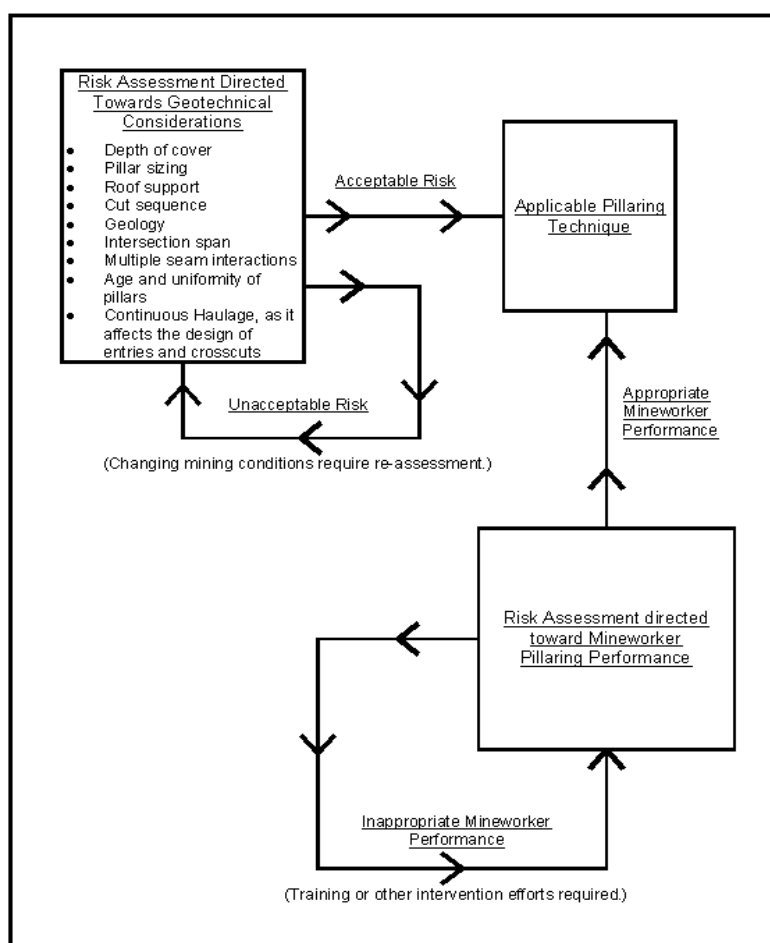 Risk Assessment Directed
Towards Geotechnical
Considerations
• Depth of cover
• Pillar sizing
• Roof support
• Cut sequence
• Geology
• Intersection span
• Multiple seam interactions
• Age and uniformity of
pillars
• Continuous Haulage, as it
affects the design of
entries and crosscuts
Acceptable Risk
Applicable Pillaring
Technique
Unacceptable Risk
(Changing mining conditions require re-assessment.)
Appropriate
Mineworker
Performance
Risk Assessment directed
toward Mineworker
Pillaring Performance
Inappropriate Mineworker
Performance
(Training or other intervention efforts required.)